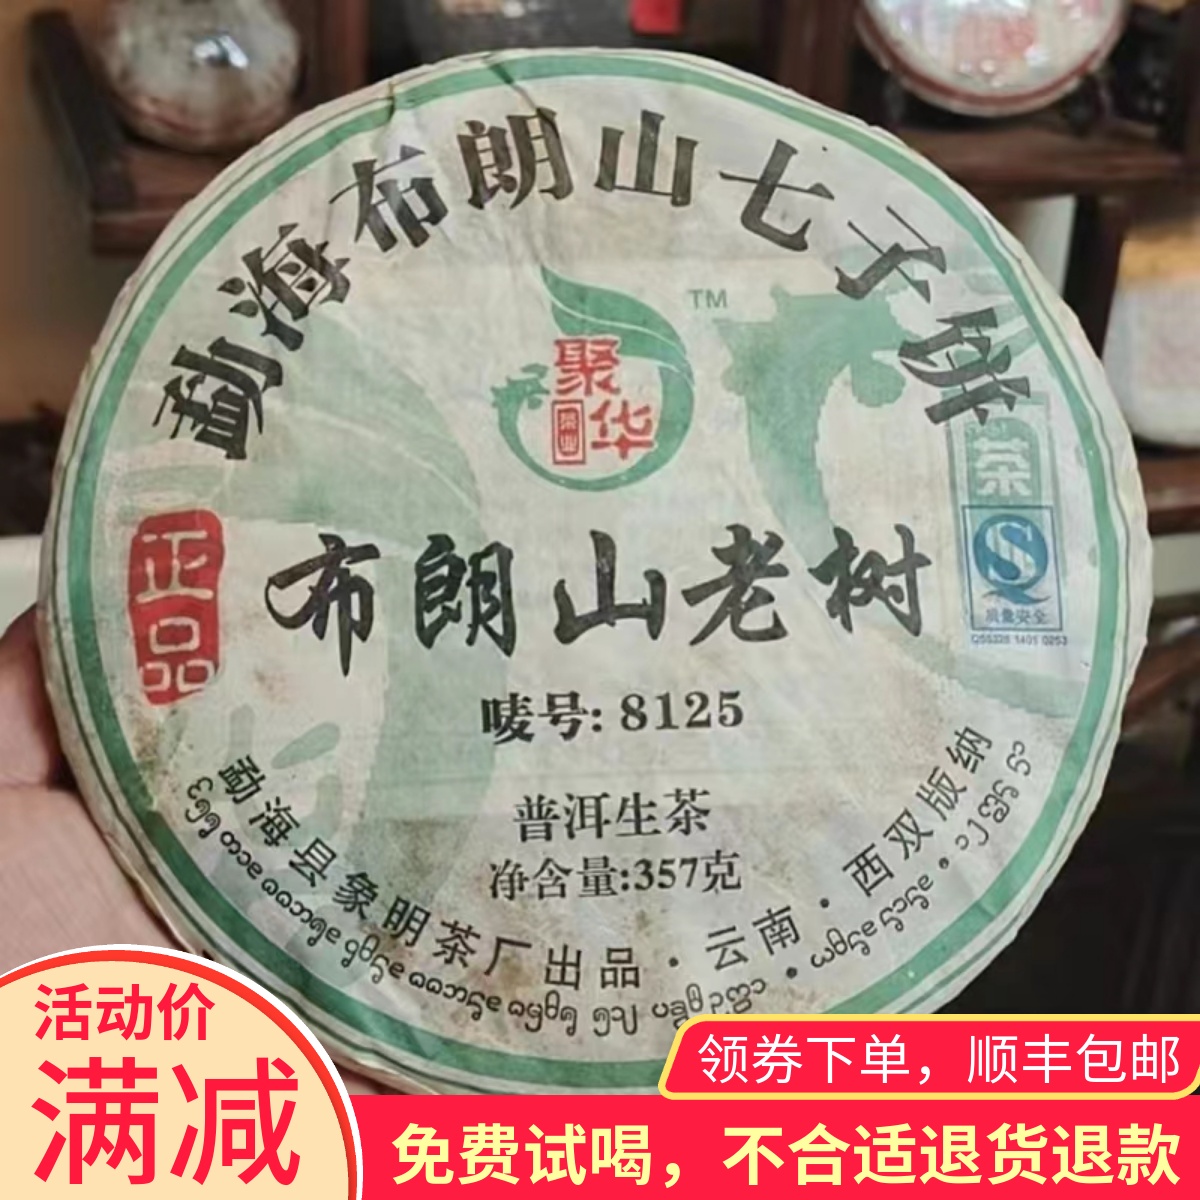 勐海布朗山七子饼
TM
聚华
茶业
茶
正品
布朗山老树
质量安全
QS5328 1401 0253
唛号: 8125
普洱生茶
净含量:357克
勐海县象明茶厂出品·云南·西双版纳
活动价
满减
领券下单，顺丰包邮
免费试喝，不合适退货退款